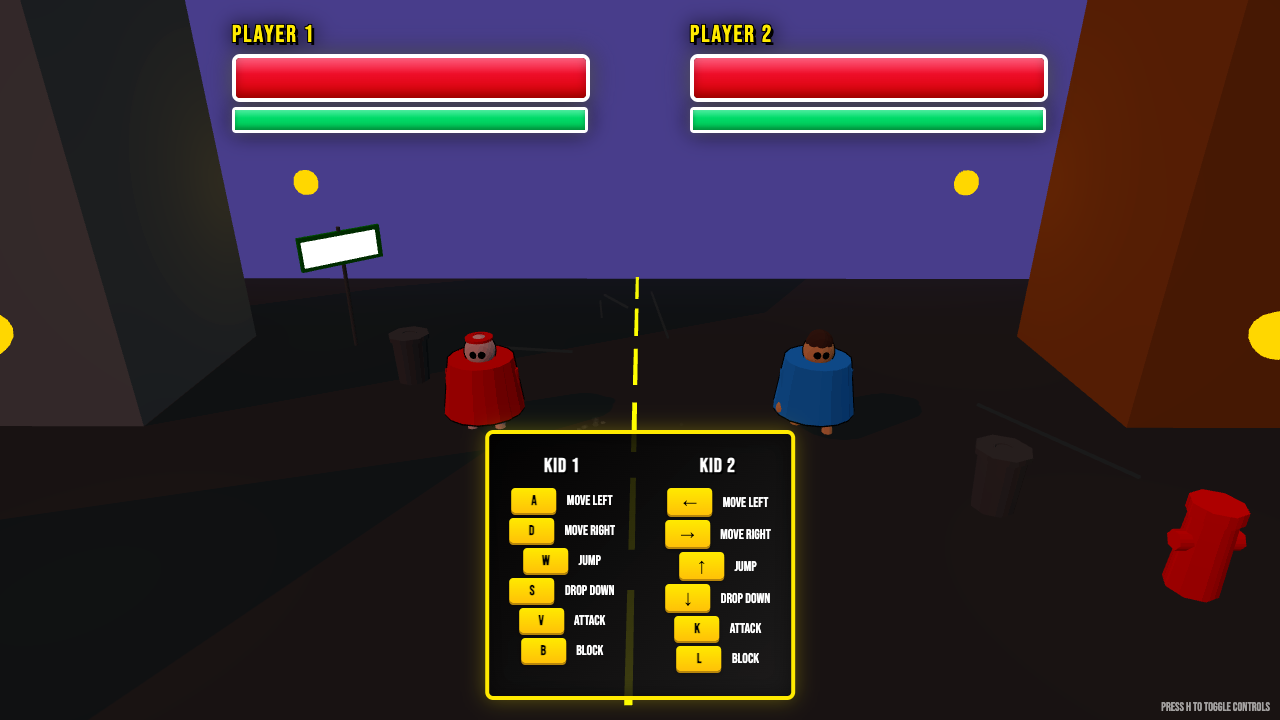 PLAYER 1
PLAYER 2
KID 1
A MOVE LEFT
D MOVE RIGHT
W JUMP
S DROP DOWN
V ATTACK
B BLOCK
KID 2
← MOVE LEFT
→ MOVE RIGHT
↑ JUMP
↓ DROP DOWN
K ATTACK
L BLOCK
PRESS H TO TOGGLE CONTROLS